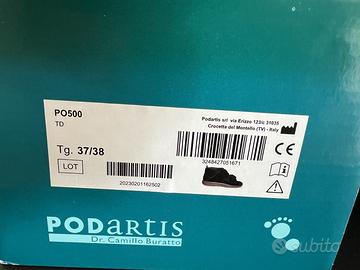 PO500
TD
Podartis srl via Erizzo 123/c 31035
Crocetta del Montello (TV) - Italy
Tg. 37/38
3248427051671
LOT
20230201162502
CE
PODARTIS
Dr. Camillo Buratto
subito